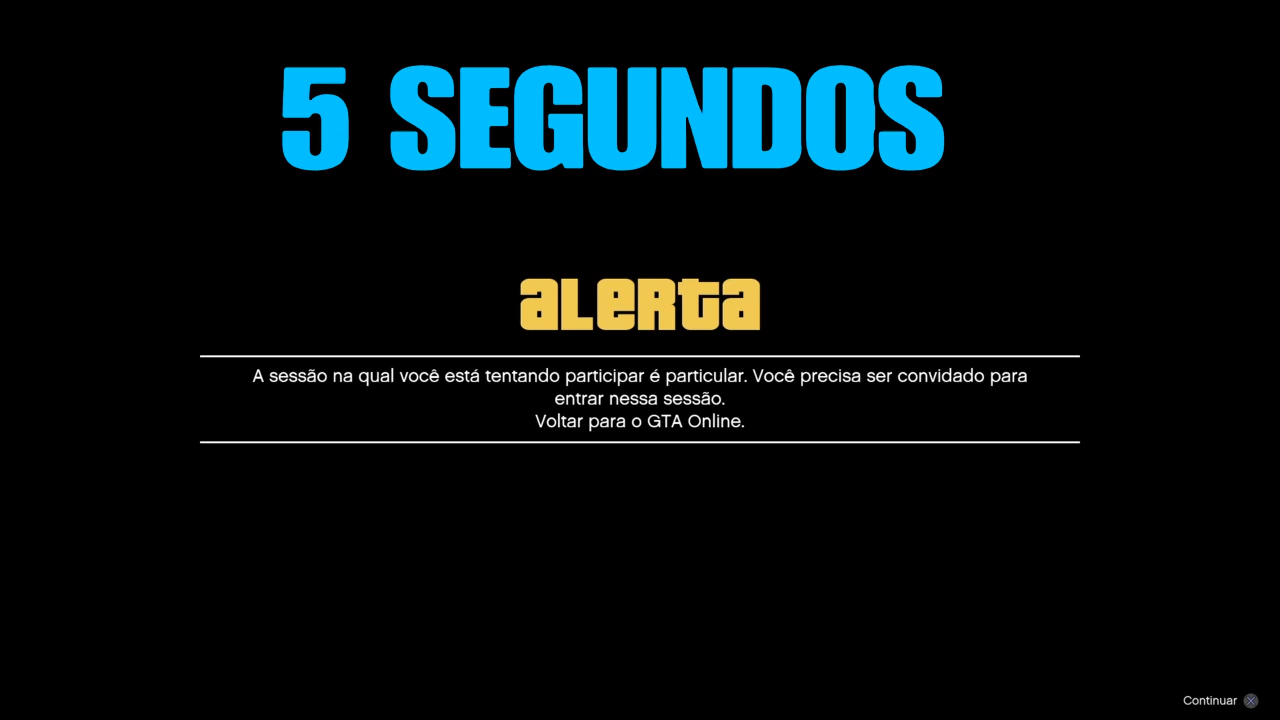 5 SEGUNDOS
aLeRta
A sessão na qual você está tentando participar é particular. Você precisa ser convidado para
entrar nessa sessão.
Voltar para o GTA Online.
Continuar